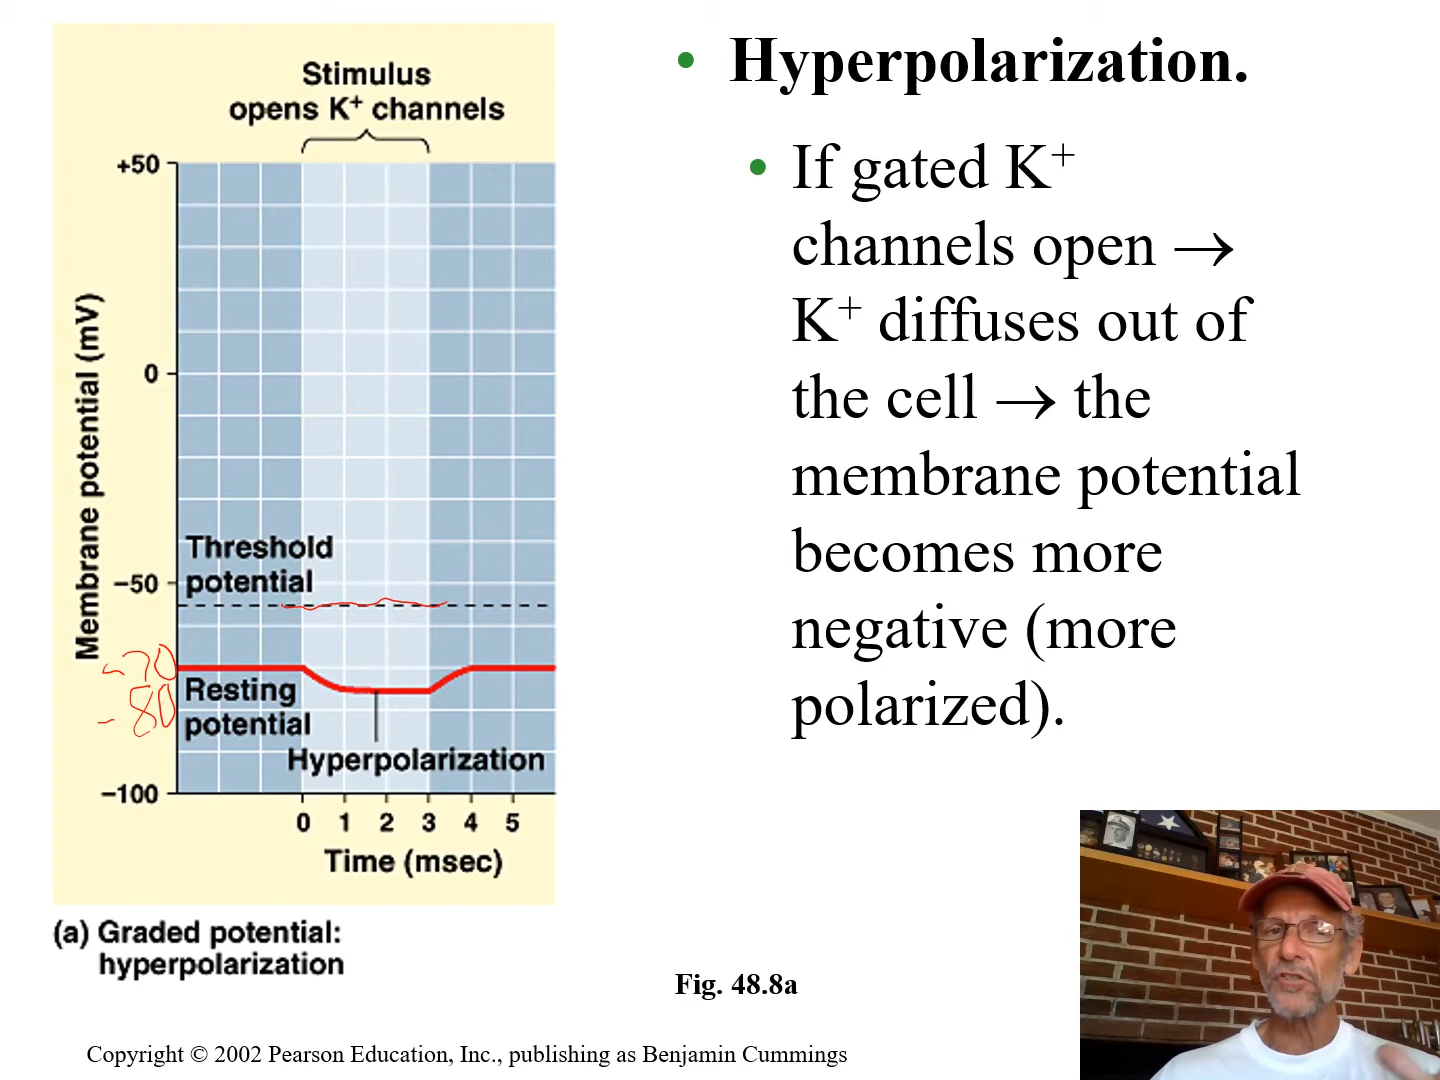 Stimulus
opens K⁺ channels
+50
0
−50
−100
Membrane potential (mV)
Threshold
potential
-70
-80
Resting
potential
Hyperpolarization
0 1 2 3 4 5
Time (msec)
(a) Graded potential:
hyperpolarization
• Hyperpolarization.
• If gated K⁺
channels open →
K⁺ diffuses out of
the cell → the
membrane potential
becomes more
negative (more
polarized).
Fig. 48.8a
Copyright © 2002 Pearson Education, Inc., publishing as Benjamin Cummings